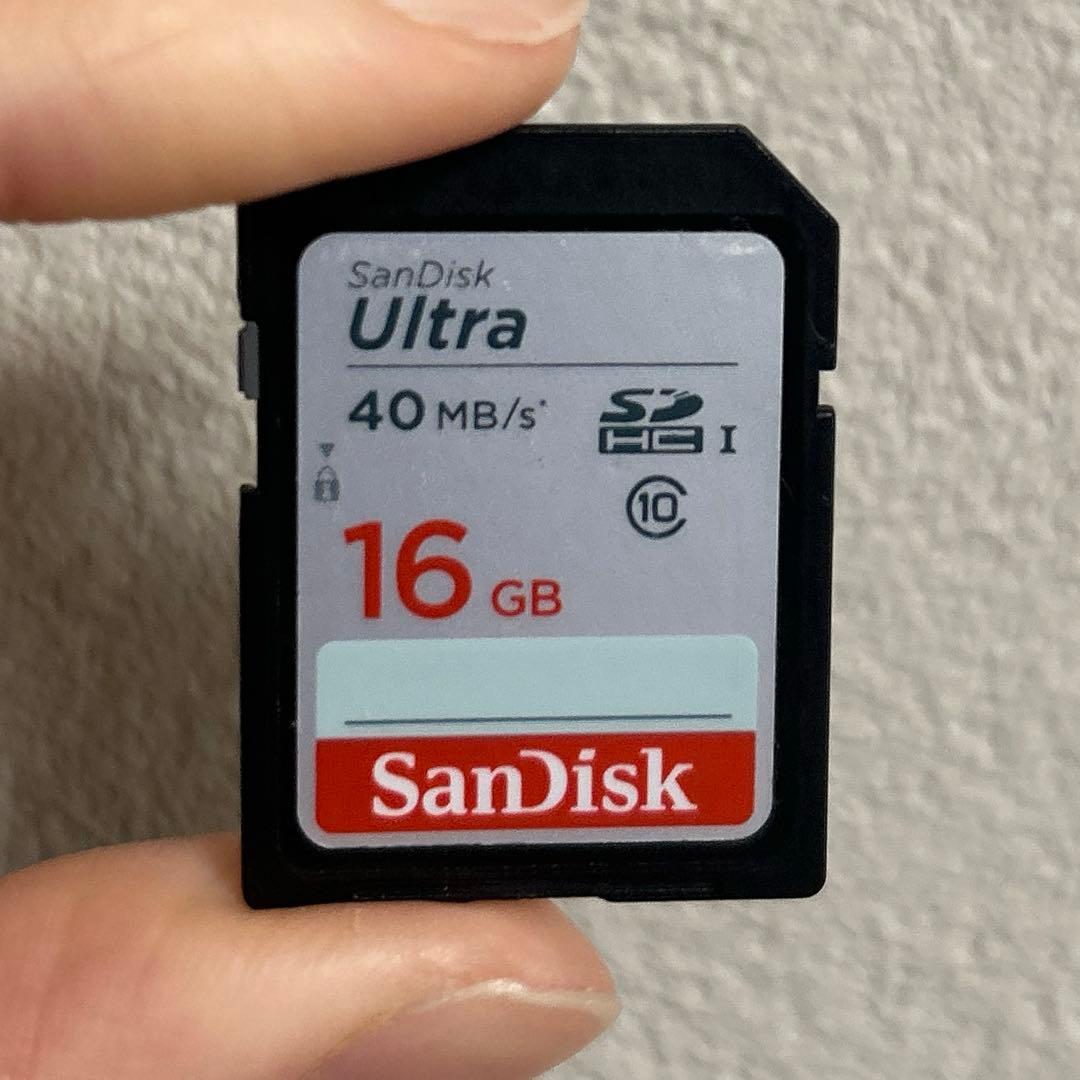 SanDisk
Ultra
40 MB/s*
SD
HC I
10
16 GB
SanDisk